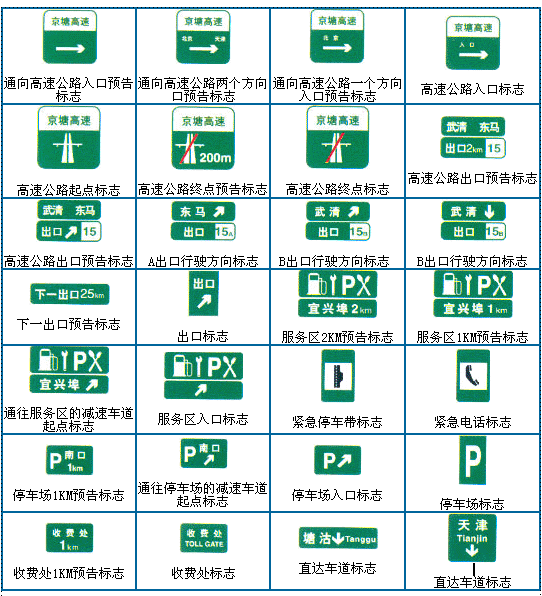 京塘高速
京塘高速
北京 天津
京塘高速
北京
京塘高速
入口
通向高速公路入口预告
标志
通向高速公路两个方向
口预告标志
通向高速公路一个方向
入口预告标志
高速公路入口标志
京塘高速
京塘高速
200m
京塘高速
武清 东马
出口2km 15
高速公路起点标志
高速公路终点预告标志
高速公路终点标志
高速公路出口预告标志
武清 东马
出口 15
东马
出口 15A
武清
出口 15B
武清
出口 15B
高速公路出口预告标志
A出口行驶方向标志
B出口行驶方向标志
B出口行驶方向标志
下一出口25km
出口
PX
宜兴埠 2km
PX
宜兴埠 1km
下一出口预告标志
出口标志
服务区2KM预告标志
服务区1KM预告标志
PX
宜兴埠
PX
通往服务区的减速车道
起点标志
服务区入口标志
紧急停车带标志
紧急电话标志
P 南口
1km
P 南口
P
P
停车场1KM预告标志
通往停车场的减速车道
起点标志
停车场入口标志
停车场标志
收费处
1km
收费处
TOLL GATE
塘沽 Tanggu
天津
Tianjin
收费处1KM预告标志
收费处标志
直达车道标志
直达车道标志